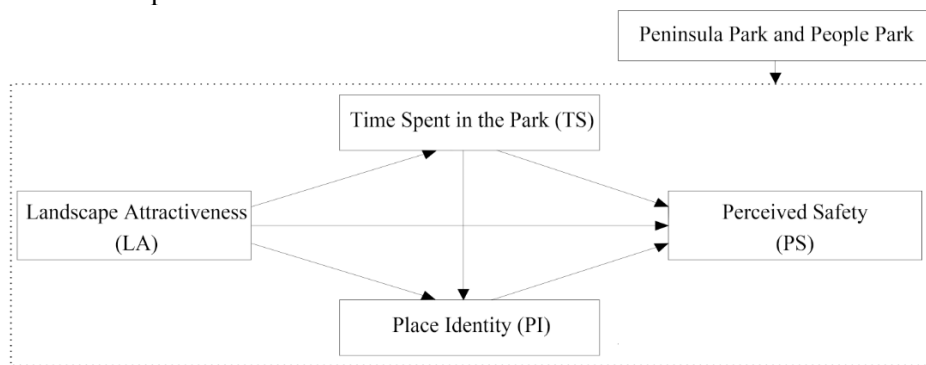 Peninsula Park and People Park
Time Spent in the Park (TS)
Landscape Attractiveness
(LA)
Perceived Safety
(PS)
Place Identity (PI)